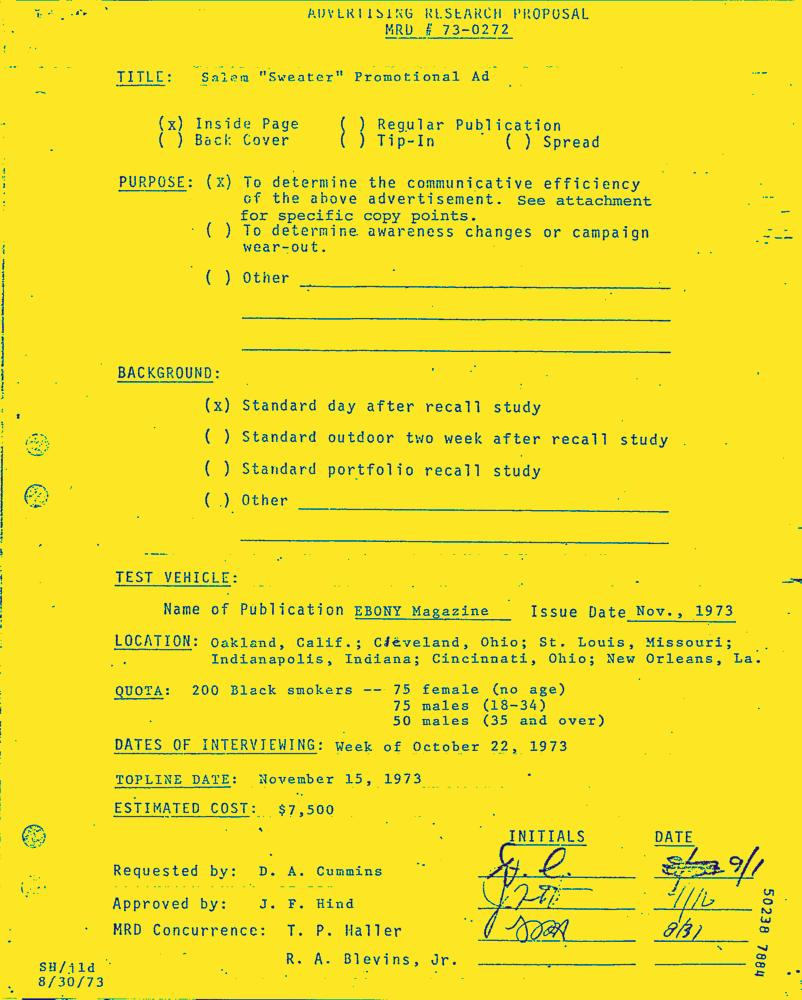 ADVERTISING RESEARCH PROPOSAL
MRD # 73-0272
TITLE: Salem "Sweater" Promotional Ad
(x) Inside Page ( ) Regular Publication
( ) Back Cover ( ) Tip-In ( ) Spread
PURPOSE: (x) To determine the communicative efficiency
of the above advertisement. See attachment
for specific copy points.
( ) To determine awareness changes or campaign
wear-out.
( ) Other
BACKGROUND:
(x) Standard day after recall study
( ) Standard outdoor two week after recall study
( ) Standard portfolio recall study
( ) Other
TEST VEHICLE:
Name of Publication EBONY Magazine Issue Date Nov., 1973
LOCATION: Oakland, Calif.; Cleveland, Ohio; St. Louis, Missouri;
Indianapolis, Indiana; Cincinnati, Ohio; New Orleans, La.
QUOTA: 200 Black smokers -- 75 female (no age)
75 males (18-34)
50 males (35 and over)
DATES OF INTERVIEWING: Week of October 22, 1973
TOPLINE DATE: November 15, 1973
ESTIMATED COST: $7,500
INITIALS DATE
Requested by: D. A. Cummins 9/1
Approved by: J. F. Hind
MRD Concurrence: T. P. Haller 8/31
R. A. Blevins, Jr.
SH/jld
8/30/73
50238 7884